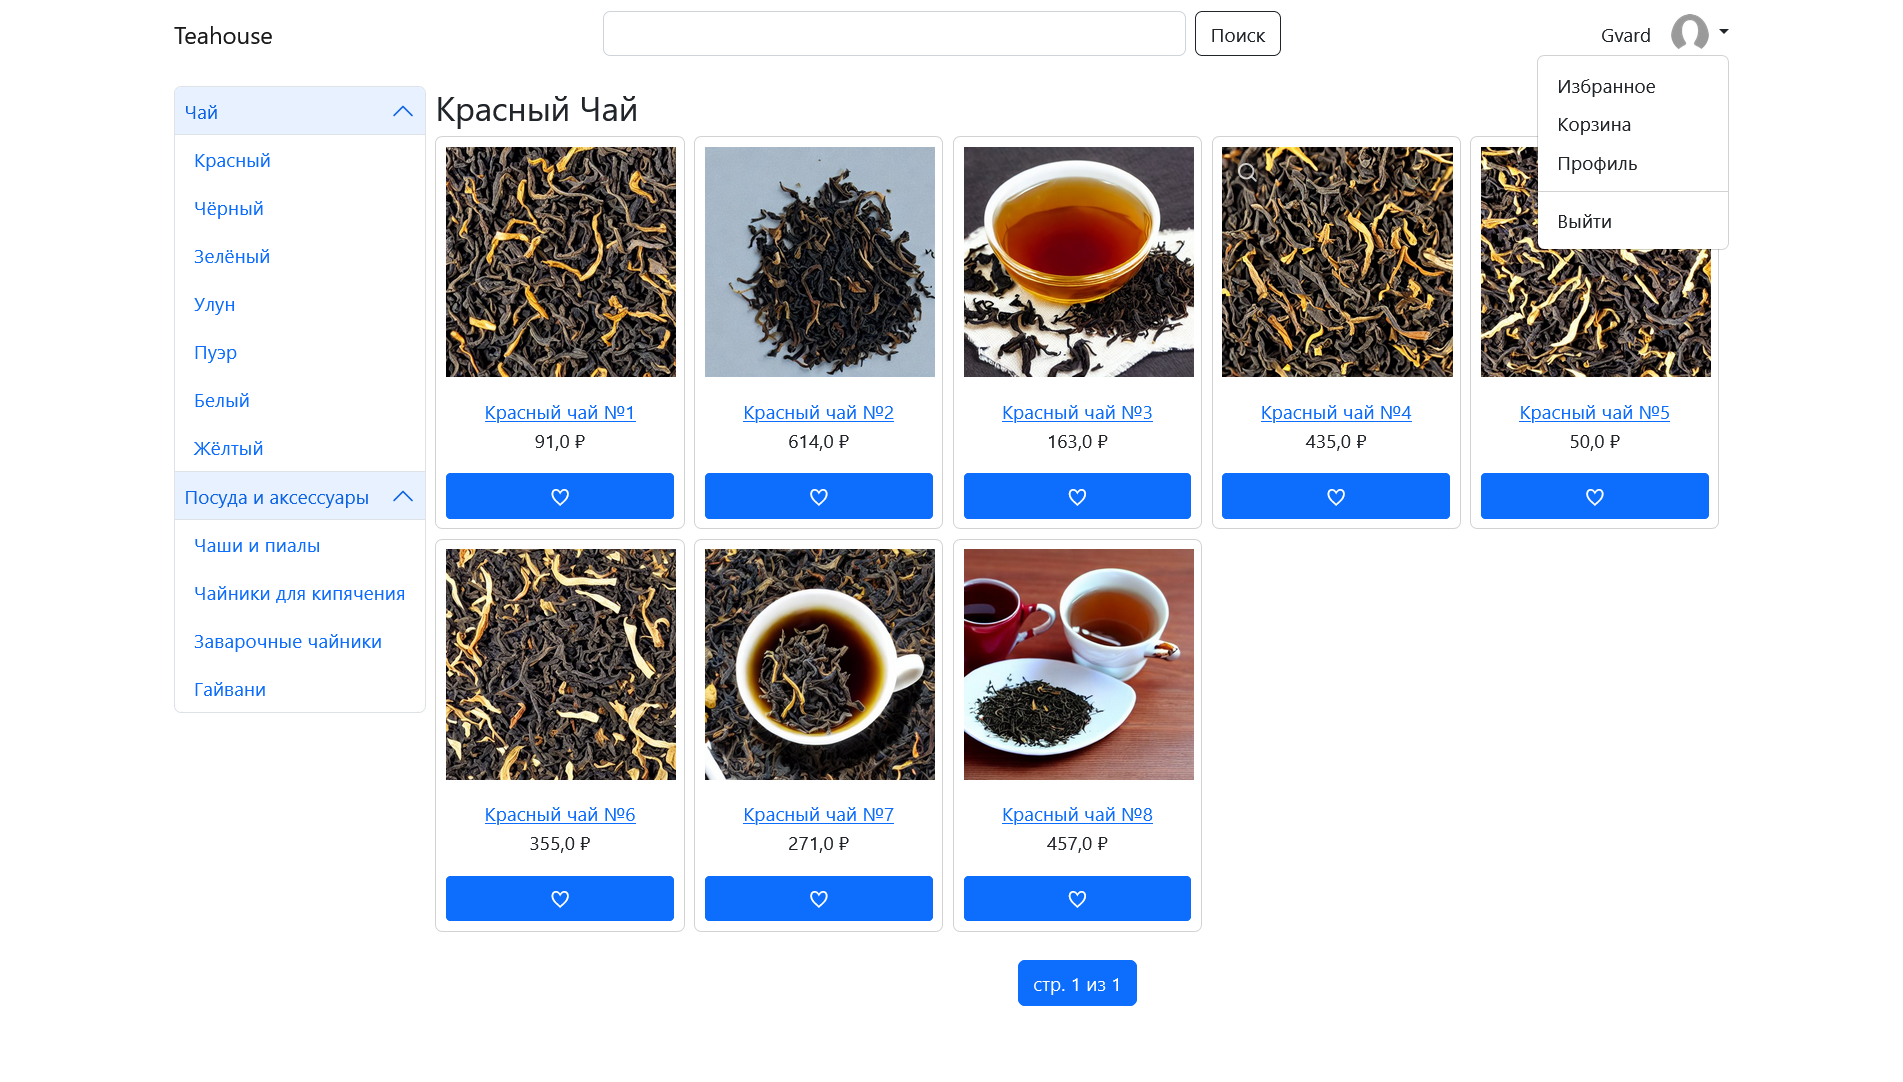 Teahouse
Поиск
Gvard
Избранное
Корзина
Профиль
Выйти
Чай
Красный
Чёрный
Зелёный
Улун
Пуэр
Белый
Жёлтый
Посуда и аксессуары
Чаши и пиалы
Чайники для кипячения
Заварочные чайники
Гайвани
Красный Чай
Красный чай №1
91,0 ₽
Красный чай №2
614,0 ₽
Красный чай №3
163,0 ₽
Красный чай №4
435,0 ₽
Красный чай №5
50,0 ₽
Красный чай №6
355,0 ₽
Красный чай №7
271,0 ₽
Красный чай №8
457,0 ₽
стр. 1 из 1